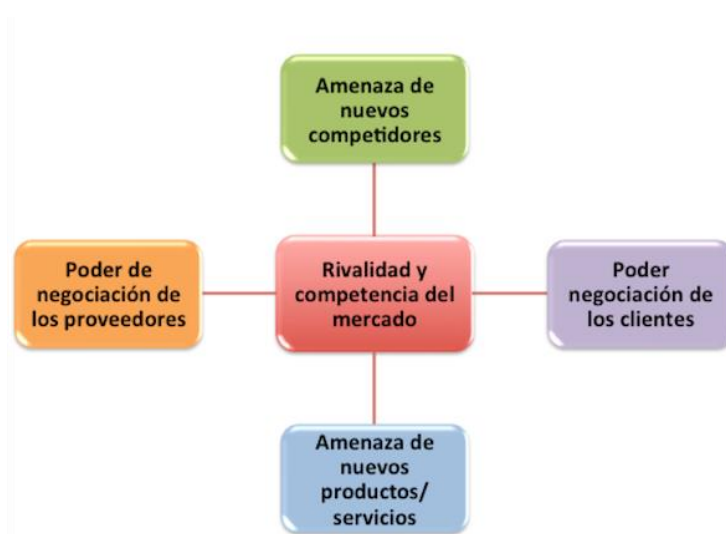 Amenaza de
nuevos
competidores
Poder de
negociación de
los proveedores
Rivalidad y
competencia del
mercado
Poder
negociación de
los clientes
Amenaza de
nuevos
productos/
servicios